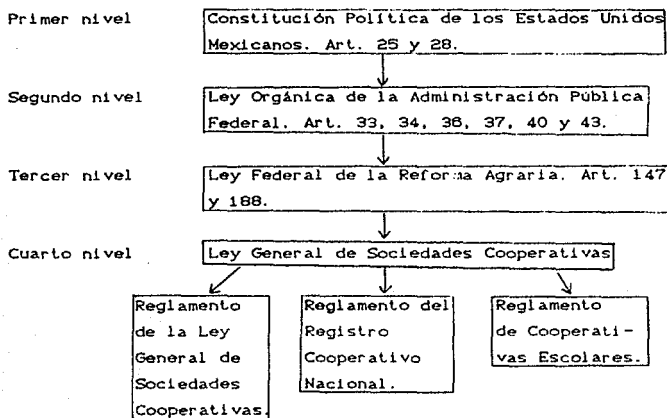 Primer nivel
Constitución Política de los Estados Unidos
Mexicanos. Art. 25 y 28.
Segundo nivel
Ley Orgánica de la Administración Pública
Federal. Art. 33, 34, 36, 37, 40 y 43.
Tercer nivel
Ley Federal de la Reforma Agraria. Art. 147
y 188.
Cuarto nivel
Ley General de Sociedades Cooperativas
Reglamento
de la Ley
General de
Sociedades
Cooperativas.
Reglamento del
Registro
Cooperativo
Nacional.
Reglamento
de Cooperati-
vas Escolares.